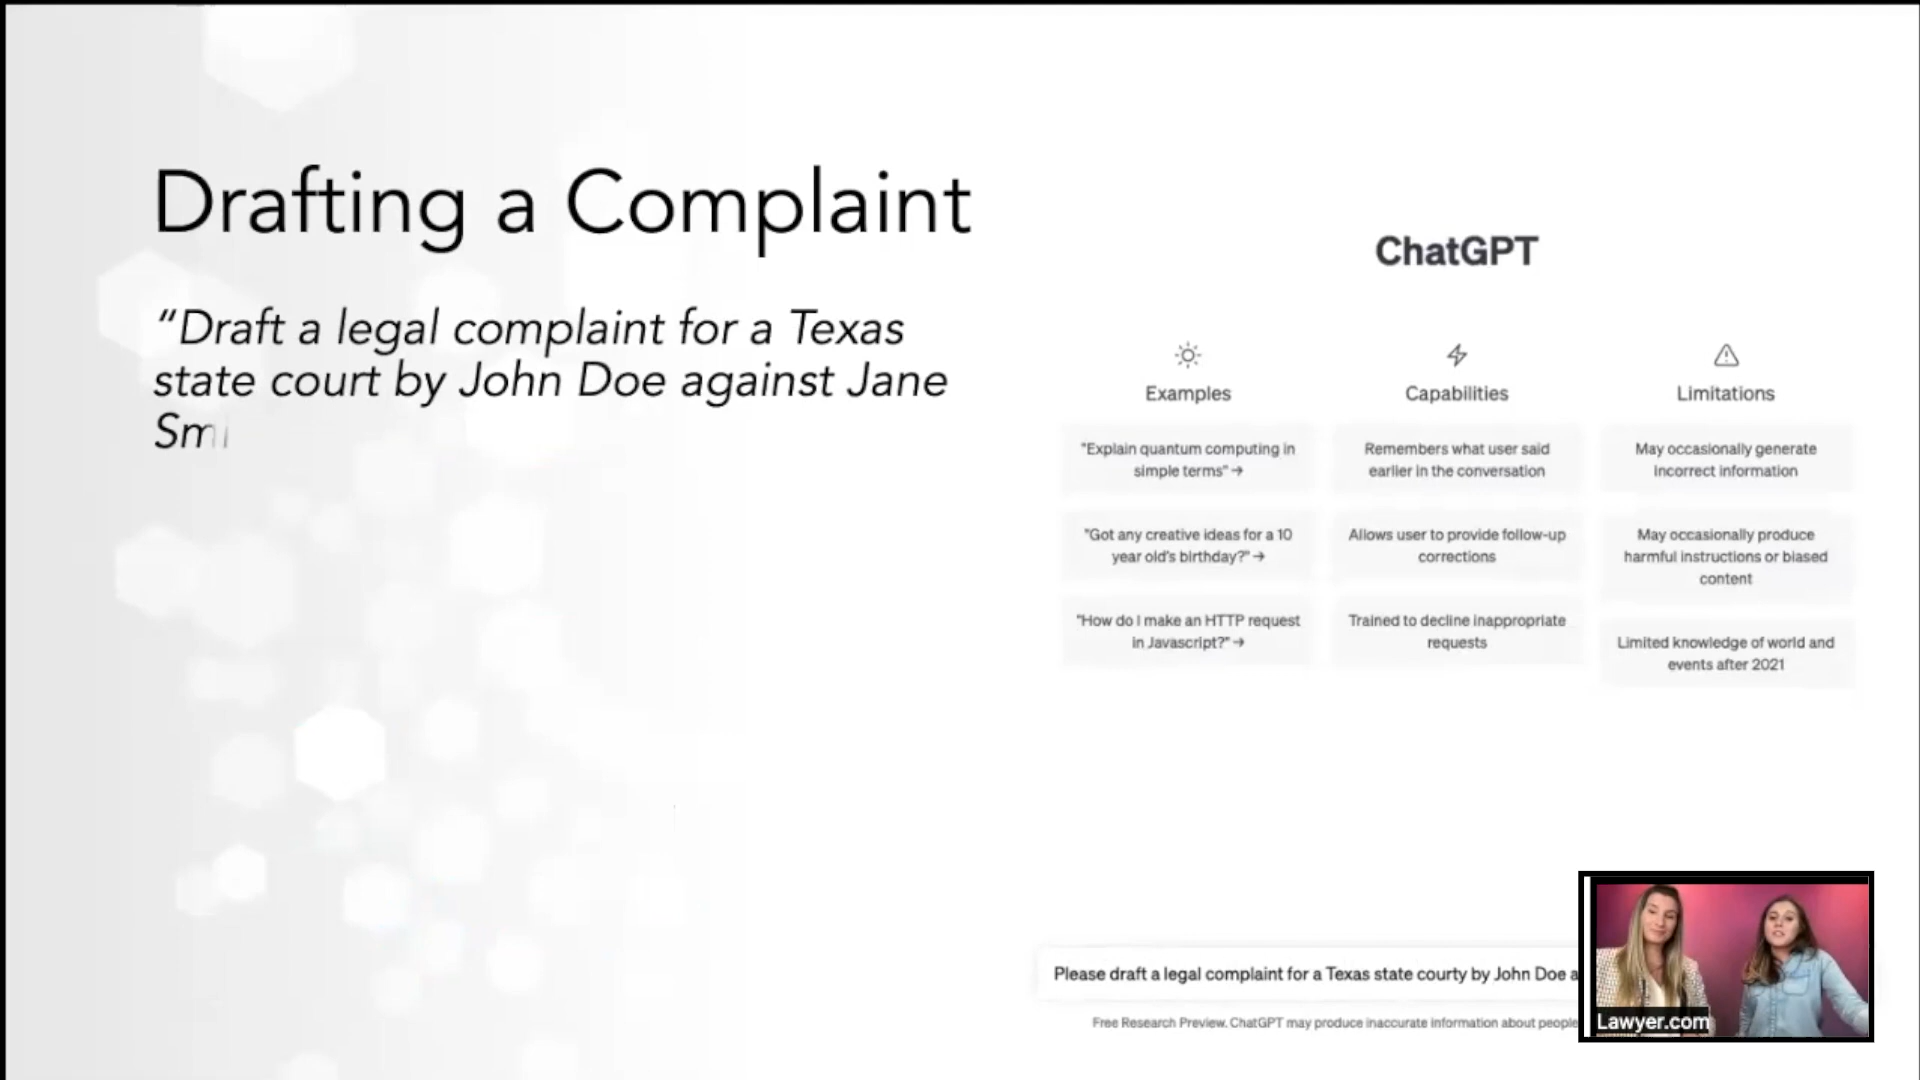 Drafting a Complaint
“Draft a legal complaint for a Texas
state court by John Doe against Jane
Smi
ChatGPT
Examples
"Explain quantum computing in
simple terms" →
"Got any creative ideas for a 10
year old's birthday?" →
"How do I make an HTTP request
in Javascript?" →
Capabilities
Remembers what user said
earlier in the conversation
Allows user to provide follow-up
corrections
Trained to decline inappropriate
requests
Limitations
May occasionally generate
incorrect information
May occasionally produce
harmful instructions or biased
content
Limited knowledge of world and
events after 2021
Please draft a legal complaint for a Texas state courty by John Doe a
Free Research Preview. ChatGPT may produce inaccurate information about people
Lawyer.com